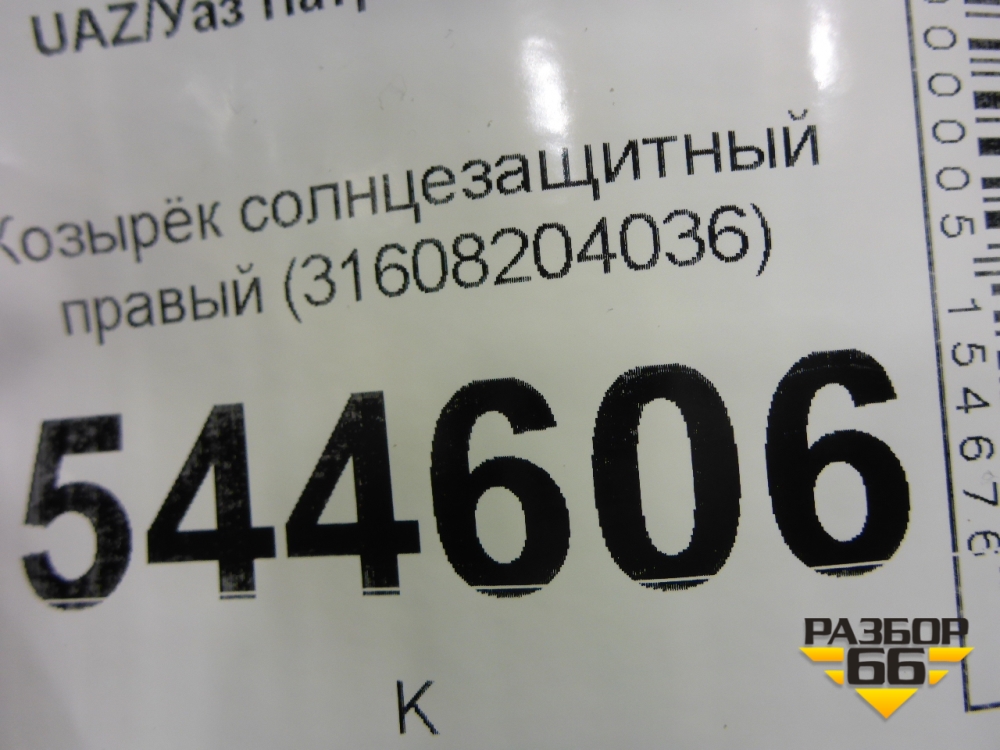 UAZ/Уаз
Козырёк солнцезащитный
правый (31608204036)
544606
К
РАЗБОР
66